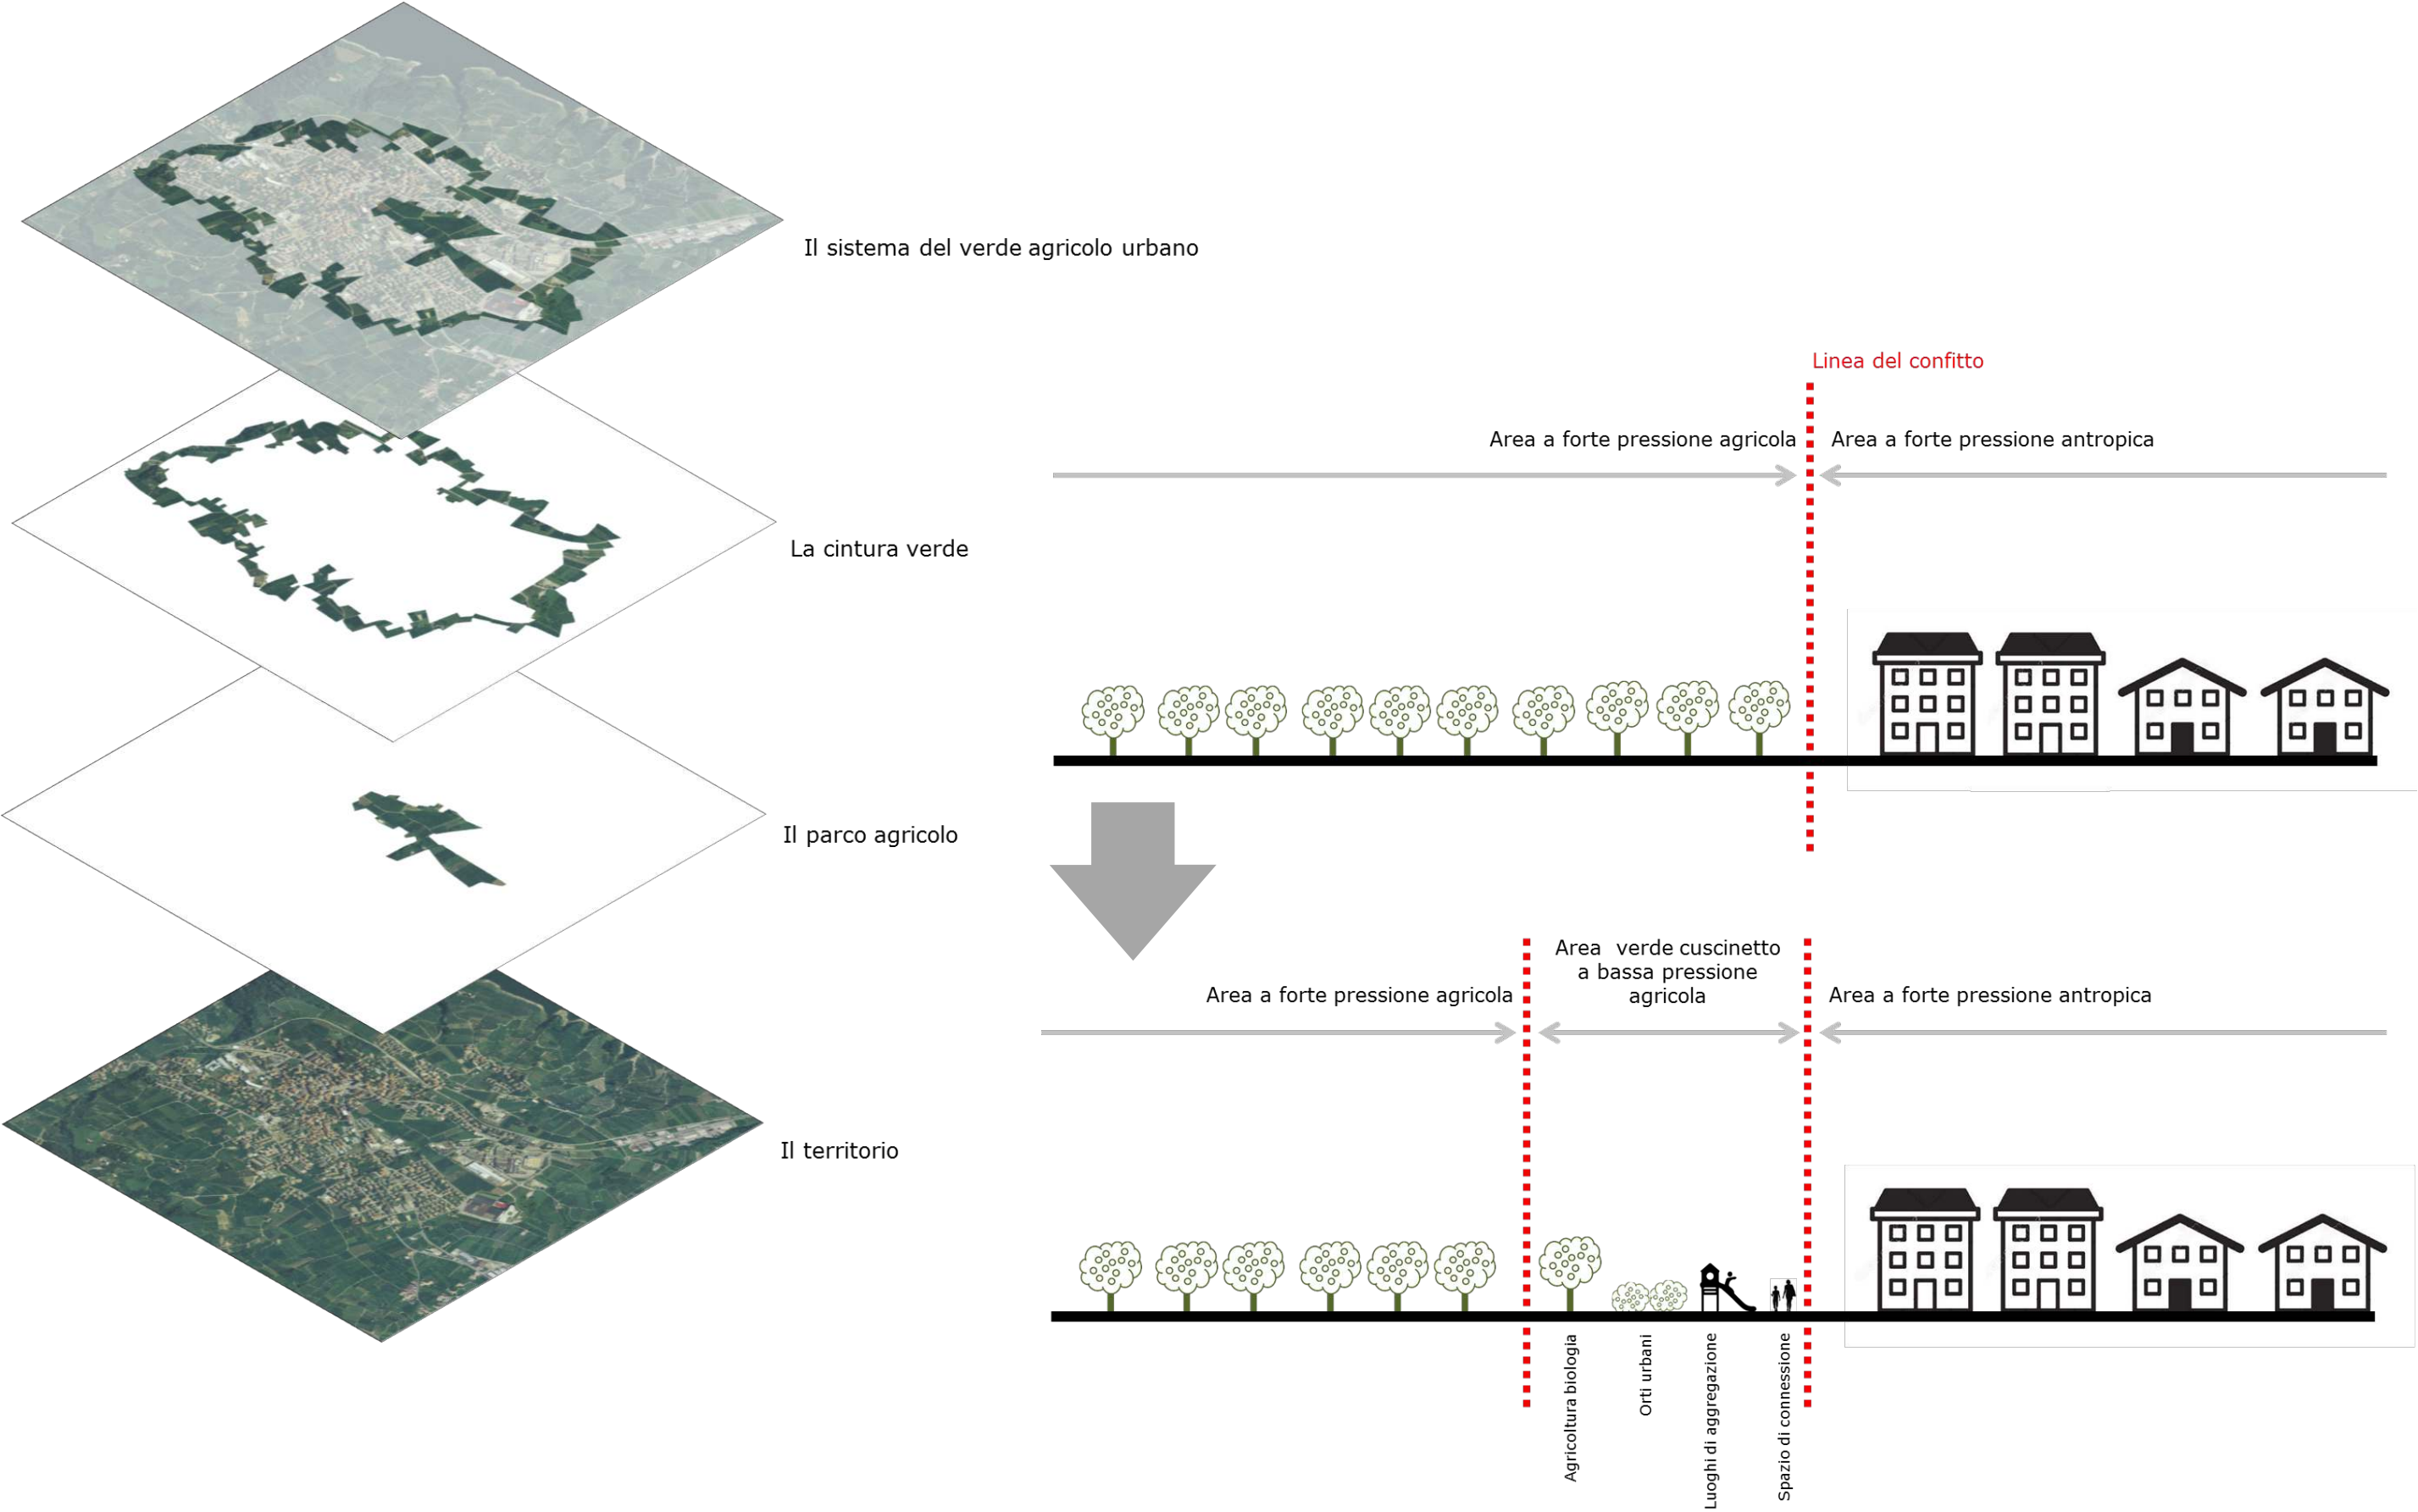 Il sistema del verde agricolo urbano
La cintura verde
Il parco agricolo
Il territorio
Linea del confitto
Area a forte pressione agricola
Area a forte pressione antropica
Area a forte pressione agricola
Area verde cuscinetto
a bassa pressione
agricola
Area a forte pressione antropica
Agricoltura biologia
Orti urbani
Luoghi di aggregazione
Spazio di connessione